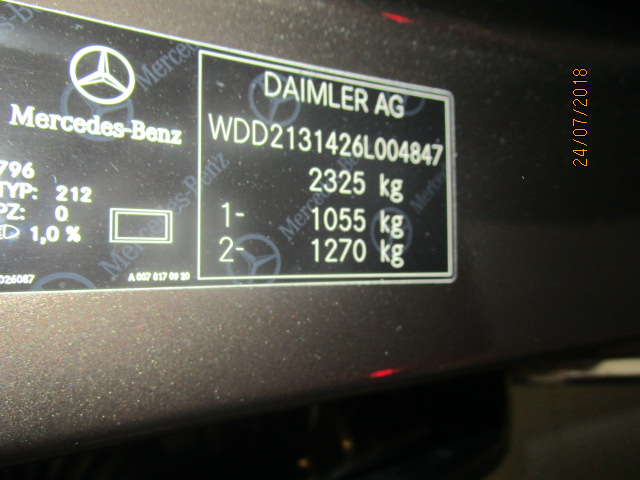 Mercedes-Benz
796
TYP: 212
PZ: 0
1,0 %
026087
A 007 817 09 20
DAIMLER AG
WDD2131426L004847
2325 kg
1- 1055 kg
2- 1270 kg
24/07/2018